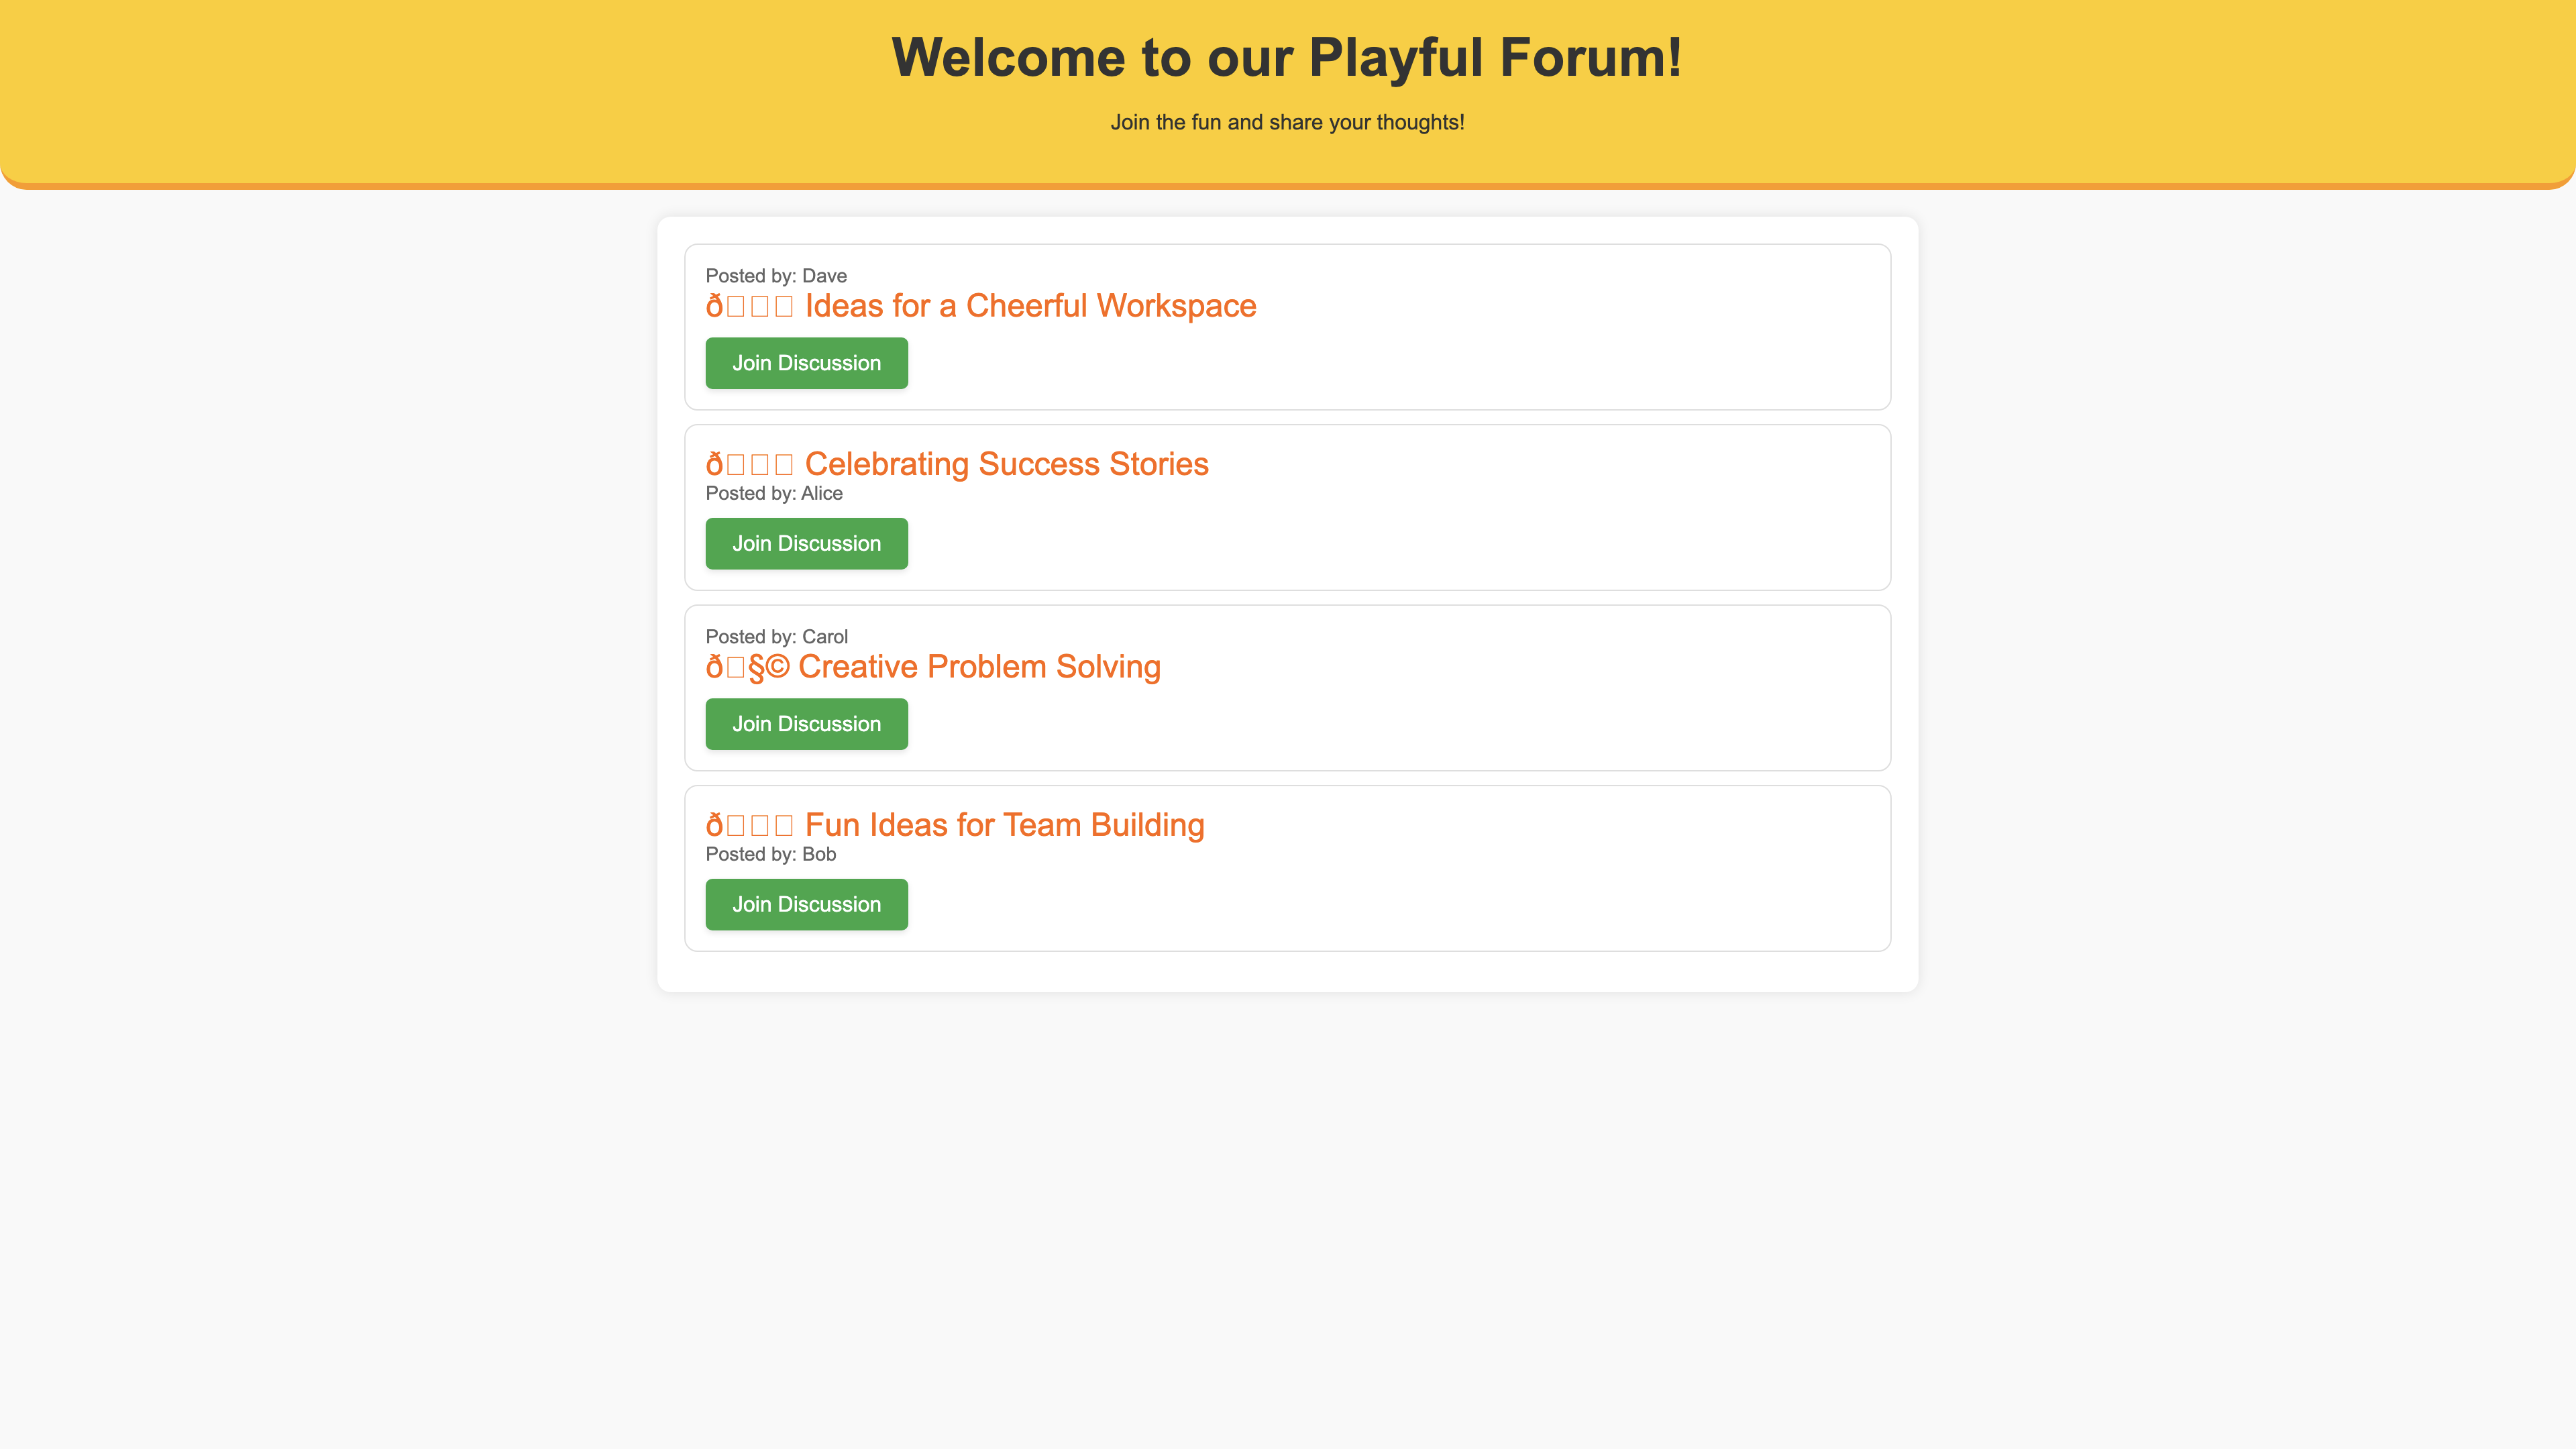 Welcome to our Playful Forum!
Join the fun and share your thoughts!
Posted by: Dave
ð□□□ Ideas for a Cheerful Workspace
Join Discussion
ð□□□ Celebrating Success Stories
Posted by: Alice
Join Discussion
Posted by: Carol
ð□§© Creative Problem Solving
Join Discussion
ð□□□ Fun Ideas for Team Building
Posted by: Bob
Join Discussion